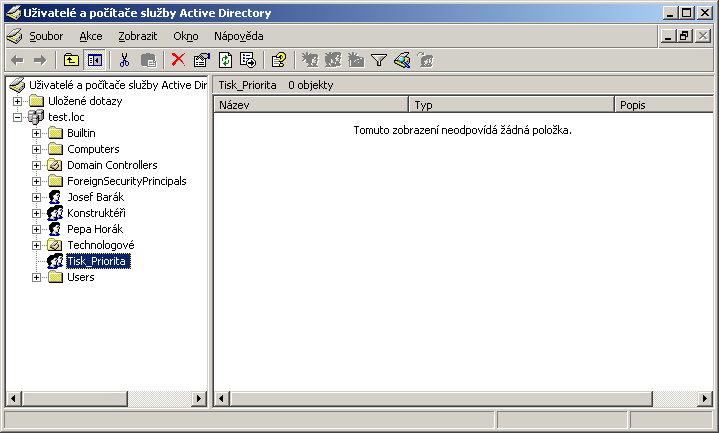 Uživatelé a počítače služby Active Directory
Soubor Akce Zobrazit Okno Nápověda
Uživatelé a počítače služby Active Dir
Uložené dotazy
test.loc
Builtin
Computers
Domain Controllers
ForeignSecurityPrincipals
Josef Barák
Konstruktéři
Pepa Horák
Technologové
Tisk_Priorita
Users
Tisk_Priorita 0 objekty
Název Typ Popis
Tomuto zobrazení neodpovídá žádná položka.